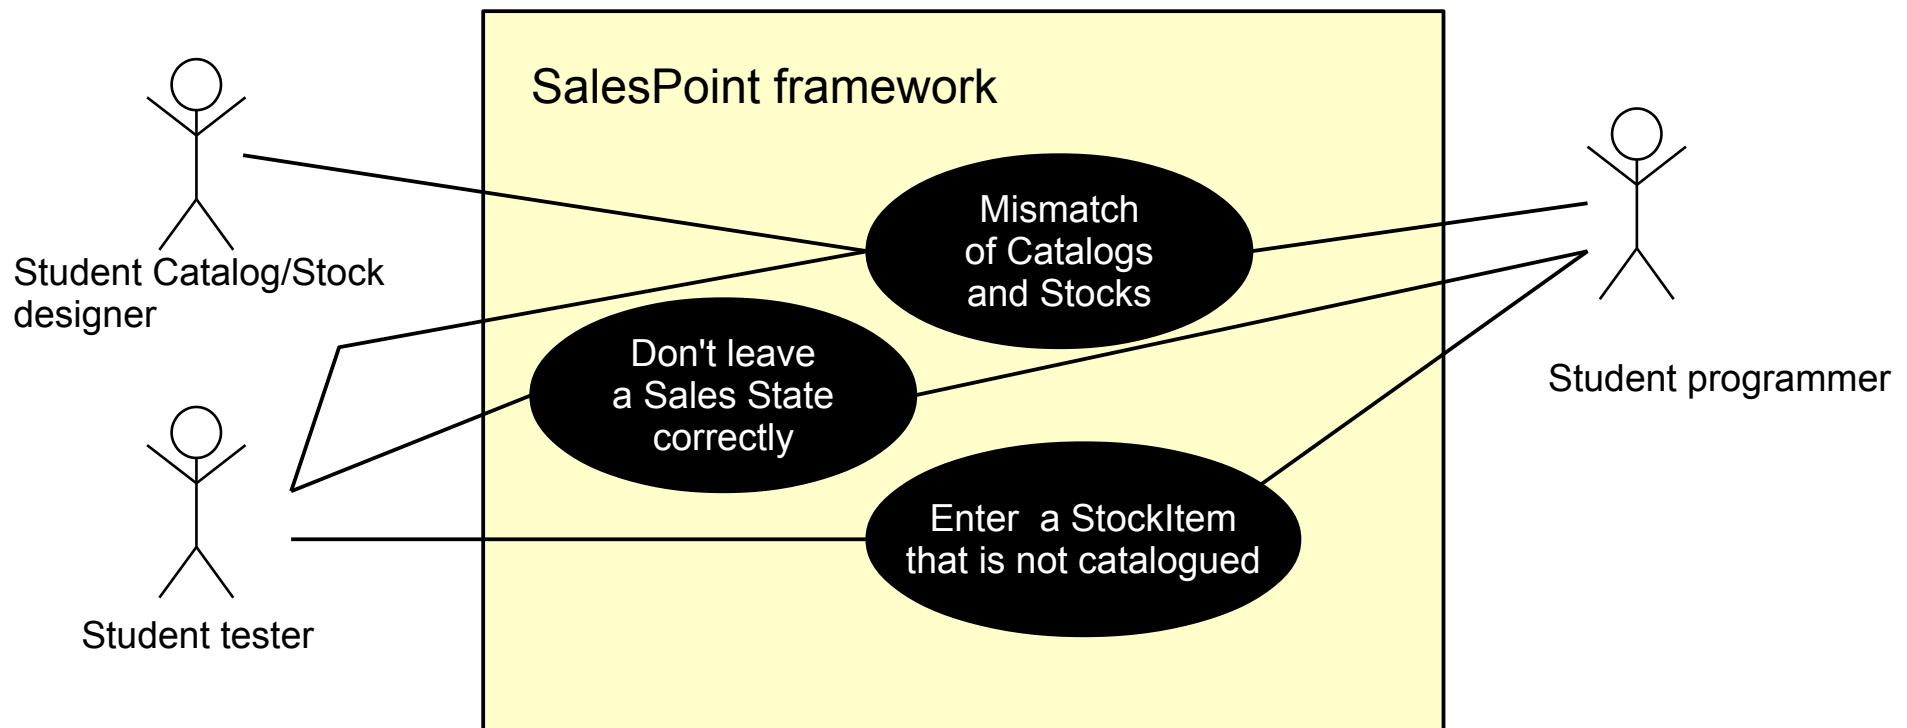 SalesPoint framework
Mismatch
of Catalogs
and Stocks
Student Catalog/Stock
designer
Don't leave
a Sales State
correctly
Student programmer
Enter  a StockItem
that is not catalogued
Student tester